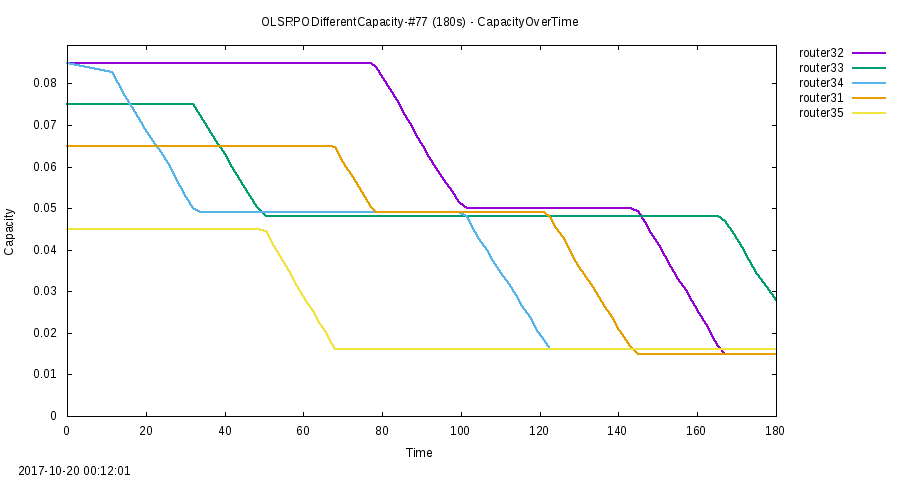 OLSRPODifferentCapacity-#77 (180s) - CapacityOverTime
router32
router33
router34
router31
router35
0.08
0.07
0.06
0.05
0.04
0.03
0.02
0.01
0
Capacity
0 20 40 60 80 100 120 140 160 180
Time
2017-10-20 00:12:01